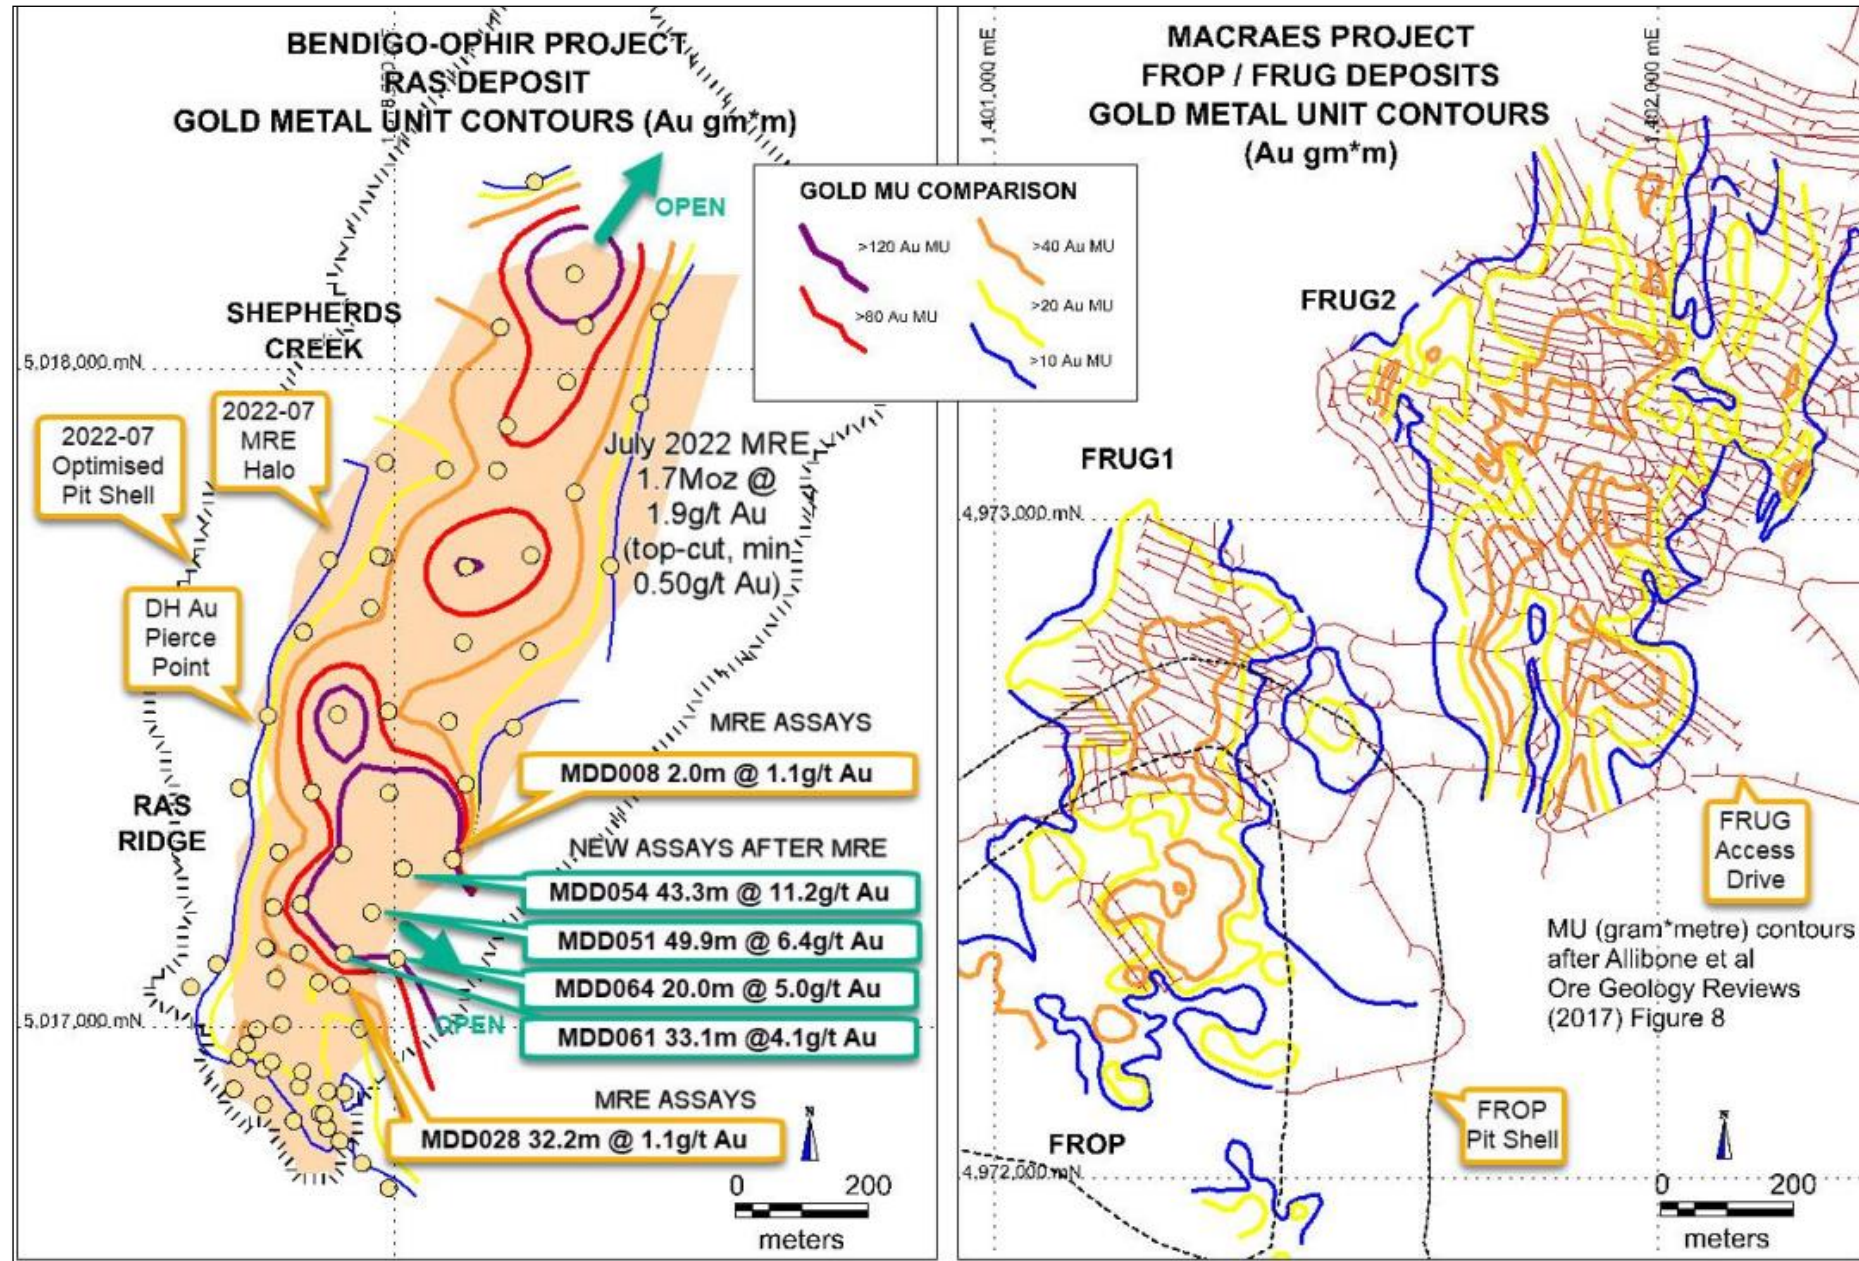 BENDIGO-OPHIR PROJECT
RAS DEPOSIT
GOLD METAL UNIT CONTOURS (Au gm*m)
OPEN
SHEPHERDS
CREEK
5,018,000 mN
2022-07
MRE
Halo
2022-07
Optimised
Pit Shell
July 2022 MRE
1.7Moz @
1.9g/t Au
(top-cut, min
0.50g/t Au)
DH Au
Pierce
Point
MRE ASSAYS
MDD008 2.0m @ 1.1g/t Au
RAS
RIDGE
NEW ASSAYS AFTER MRE
MDD054 43.3m @ 11.2g/t Au
MDD051 49.9m @ 6.4g/t Au
MDD064 20.0m @ 5.0g/t Au
MDD061 33.1m @4.1g/t Au
OPEN
5,017,000 mN
MRE ASSAYS
MDD028 32.2m @ 1.1g/t Au
N
0 200
meters
GOLD MU COMPARISON
>120 Au MU
>40 Au MU
>80 Au MU
>20 Au MU
>10 Au MU
MACRAES PROJECT
FROP / FRUG DEPOSITS
GOLD METAL UNIT CONTOURS
(Au gm*m)
1,401,000 mE
1,402,000 mE
FRUG2
FRUG1
4,973,000 mN
FRUG
Access
Drive
MU (gram*metre) contours
after Allibone et al
Ore Geology Reviews
(2017) Figure 8
FROP
Pit Shell
FROP
4,972,000 mN
N
0 200
meters